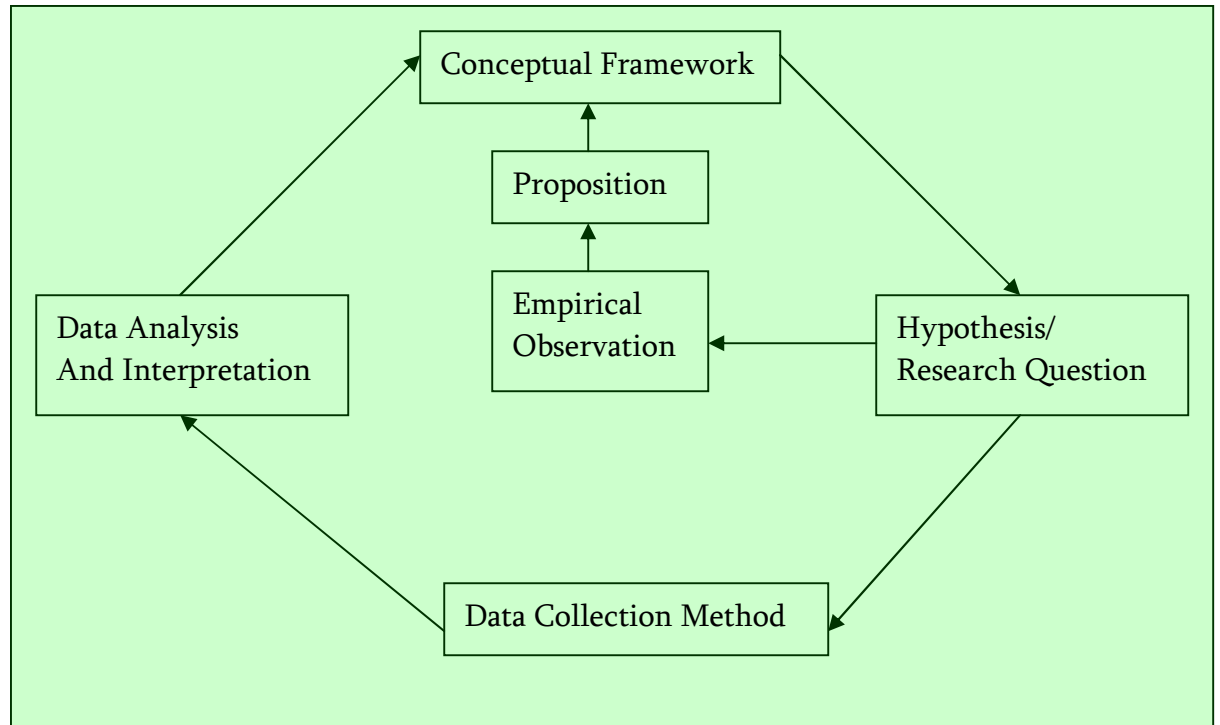 Conceptual Framework
Proposition
Empirical
Observation
Data Analysis
And Interpretation
Hypothesis/
Research Question
Data Collection Method